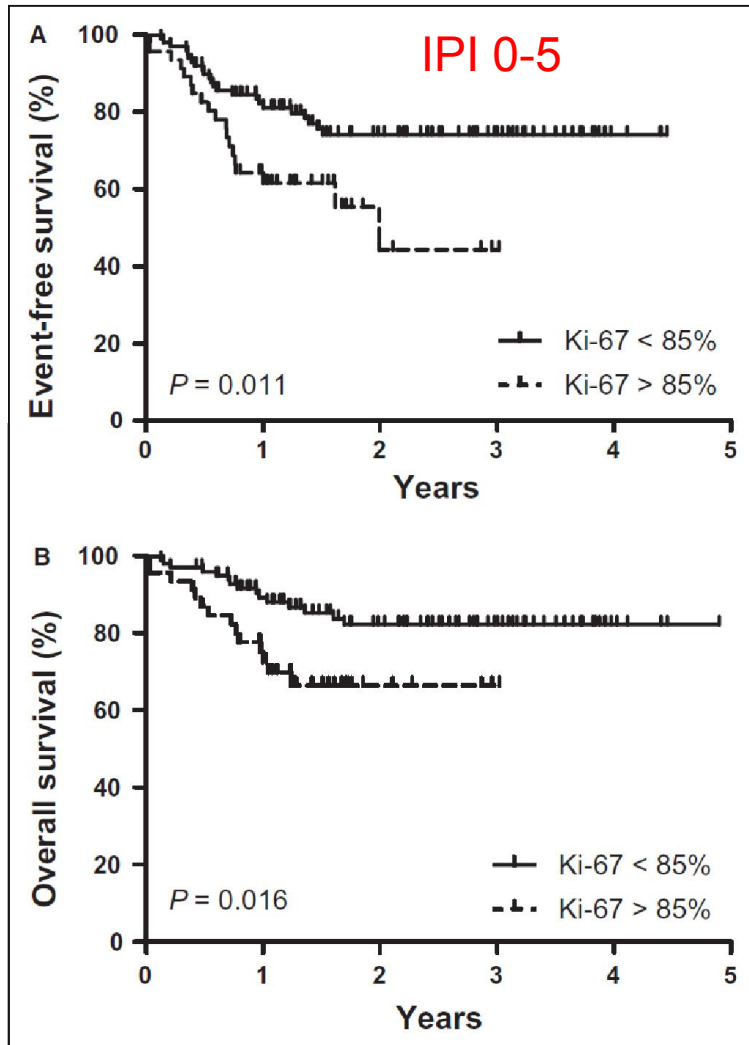 A
IPI 0-5
Event-free survival (%)
100
80
60
40
20
0
Ki-67 < 85%
Ki-67 > 85%
P = 0.011
0 1 2 3 4 5
Years
B
Overall survival (%)
100
80
60
40
20
0
Ki-67 < 85%
Ki-67 > 85%
P = 0.016
0 1 2 3 4 5
Years